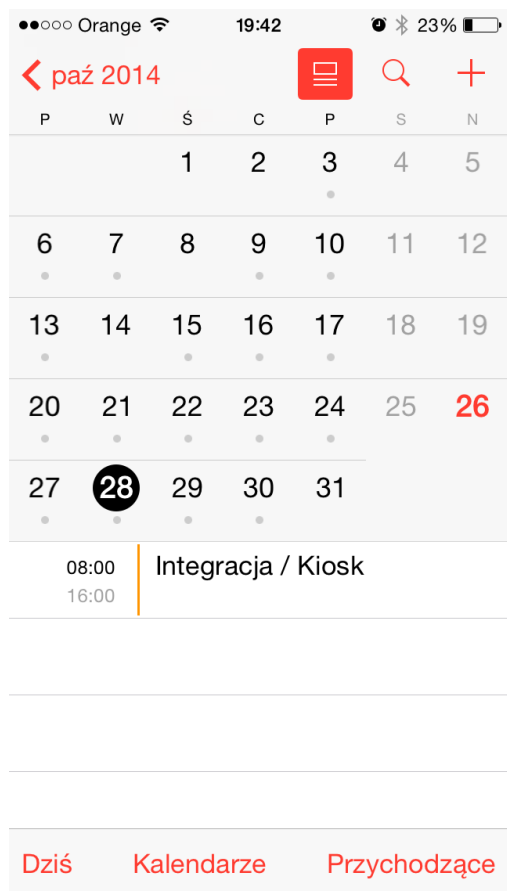 Orange 19:42 23%
paź 2014
P W Ś C P S N
1 2 3 4 5
6 7 8 9 10 11 12
13 14 15 16 17 18 19
20 21 22 23 24 25 26
27 28 29 30 31
08:00 Integracja / Kiosk
16:00
Dziś Kalendarze Przychodzące